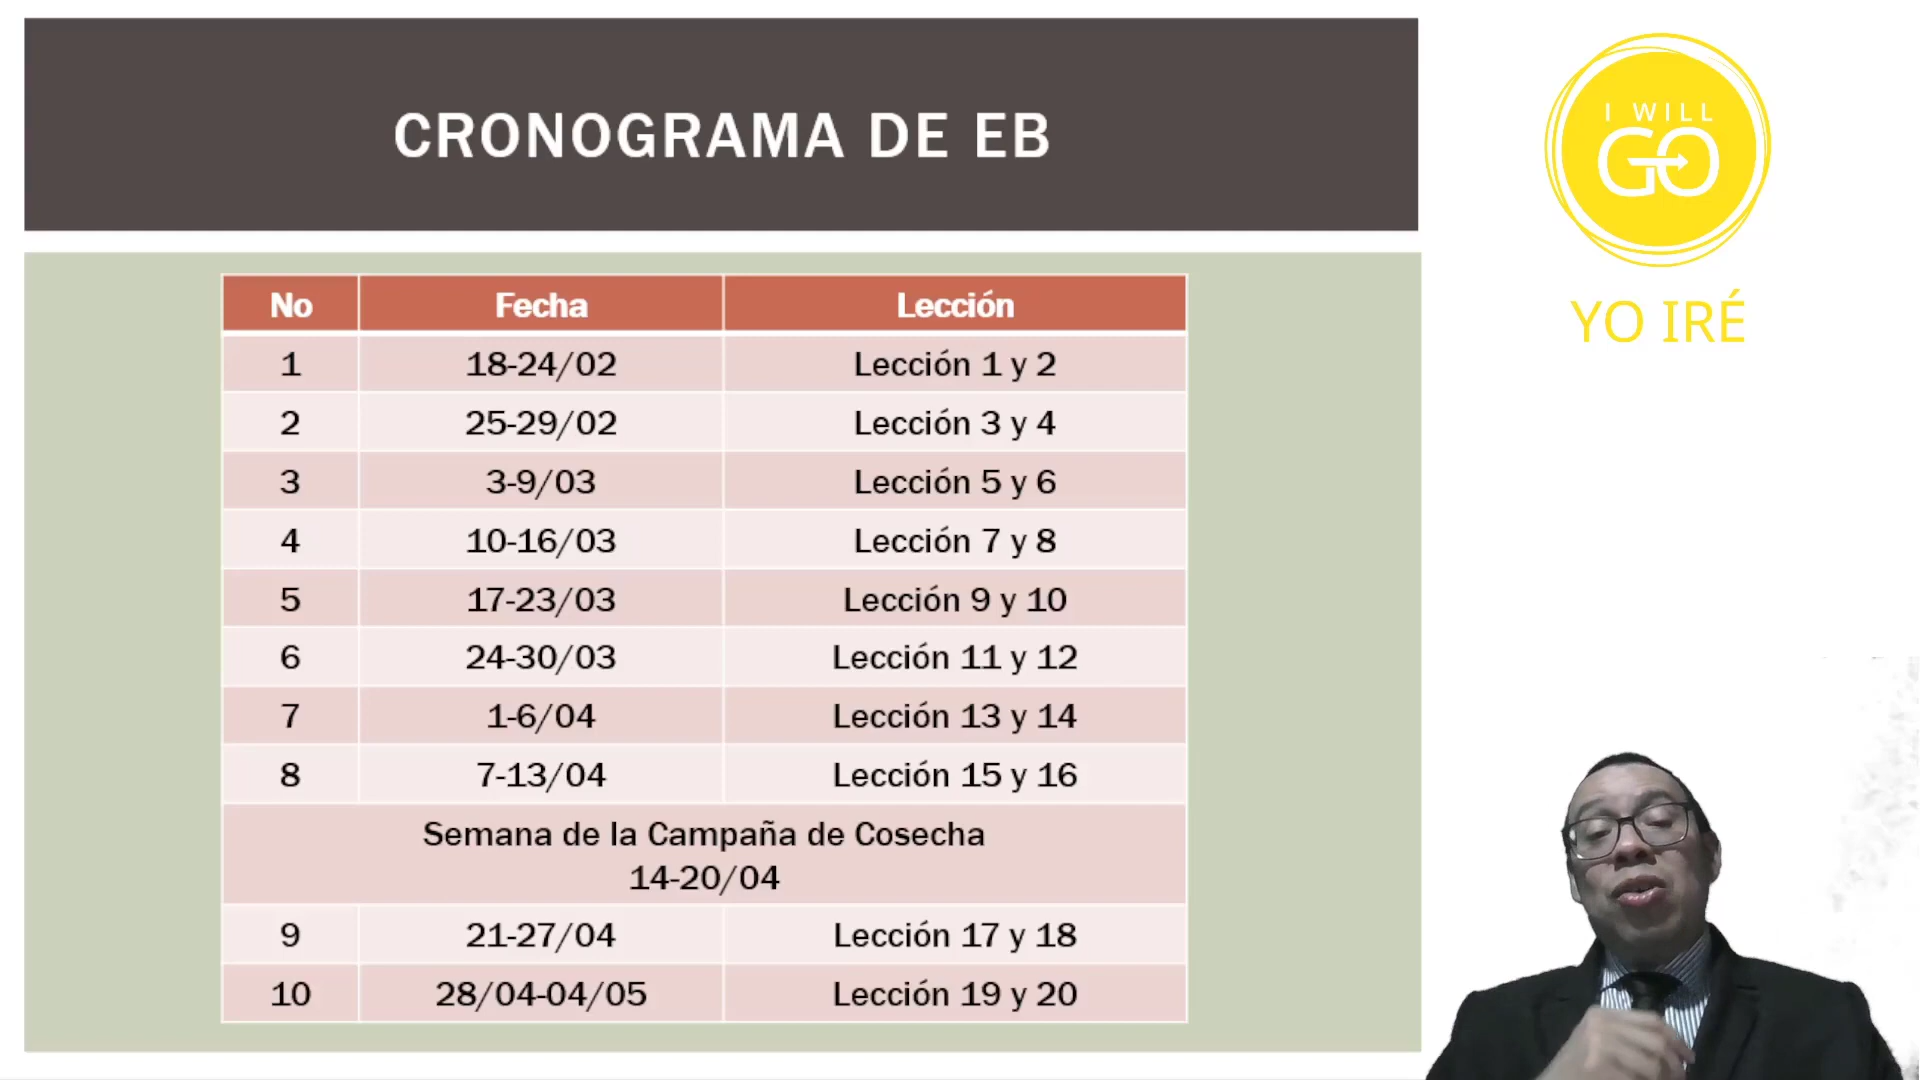 CRONOGRAMA DE EB
No Fecha Lección
1 18-24/02 Lección 1 y 2
2 25-29/02 Lección 3 y 4
3 3-9/03 Lección 5 y 6
4 10-16/03 Lección 7 y 8
5 17-23/03 Lección 9 y 10
6 24-30/03 Lección 11 y 12
7 1-6/04 Lección 13 y 14
8 7-13/04 Lección 15 y 16
Semana de la Campaña de Cosecha
14-20/04
9 21-27/04 Lección 17 y 18
10 28/04-04/05 Lección 19 y 20
I WILL
GO
YO IRÉ